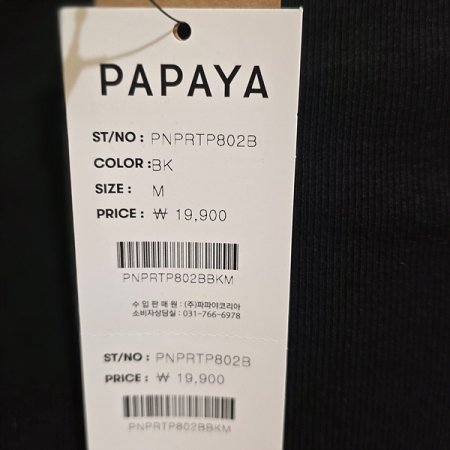 PAPAYA
ST/NO : PNPRTP802B
COLOR : BK
SIZE : M
PRICE : ₩ 19,900
PNPRTP802BBKM
수 입 판 매 원 : (주)파파야코리아
소비자상담실 : 031-766-6978
ST/NO : PNPRTP802B
PRICE : ₩ 19,900
PNPRTP802BBKM